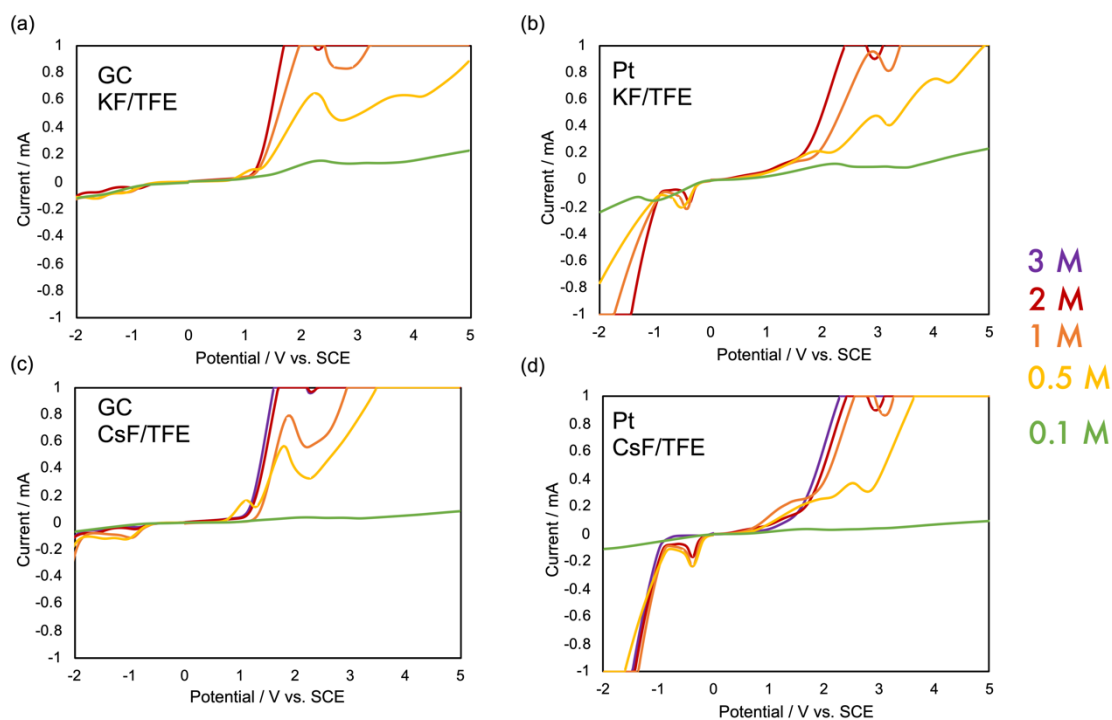 (a)
GC
KF/TFE
Current / mA
1
0.8
0.6
0.4
0.2
0
-0.2
-0.4
-0.6
-0.8
-1
-2 -1 0 1 2 3 4 5
Potential / V vs. SCE
(b)
Pt
KF/TFE
Current / mA
1
0.8
0.6
0.4
0.2
0
-0.2
-0.4
-0.6
-0.8
-1
-2 -1 0 1 2 3 4 5
Potential / V vs. SCE
(c)
GC
CsF/TFE
Current / mA
1
0.8
0.6
0.4
0.2
0
-0.2
-0.4
-0.6
-0.8
-1
-2 -1 0 1 2 3 4 5
Potential / V vs. SCE
(d)
Pt
CsF/TFE
Current / mA
1
0.8
0.6
0.4
0.2
0
-0.2
-0.4
-0.6
-0.8
-1
-2 -1 0 1 2 3 4 5
Potential / V vs. SCE
3 M
2 M
1 M
0.5 M
0.1 M